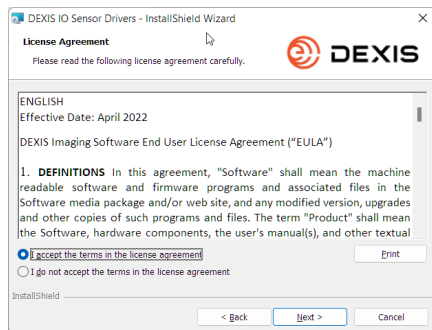 DEXIS IO Sensor Drivers - InstallShield Wizard
License Agreement
Please read the following license agreement carefully.
DEXIS
ENGLISH
Effective Date: April 2022
DEXIS Imaging Software End User License Agreement (“EULA”)
1. DEFINITIONS In this agreement, "Software" shall mean the machine
readable software and firmware programs and associated files in the
Software media package and/or web site, and any modified version, upgrades
and other copies of such programs and files. The term "Product" shall mean
the Software, hardware components, the user's manual(s), and other textual
I accept the terms in the license agreement
Print
I do not accept the terms in the license agreement
InstallShield
< Back
Next >
Cancel